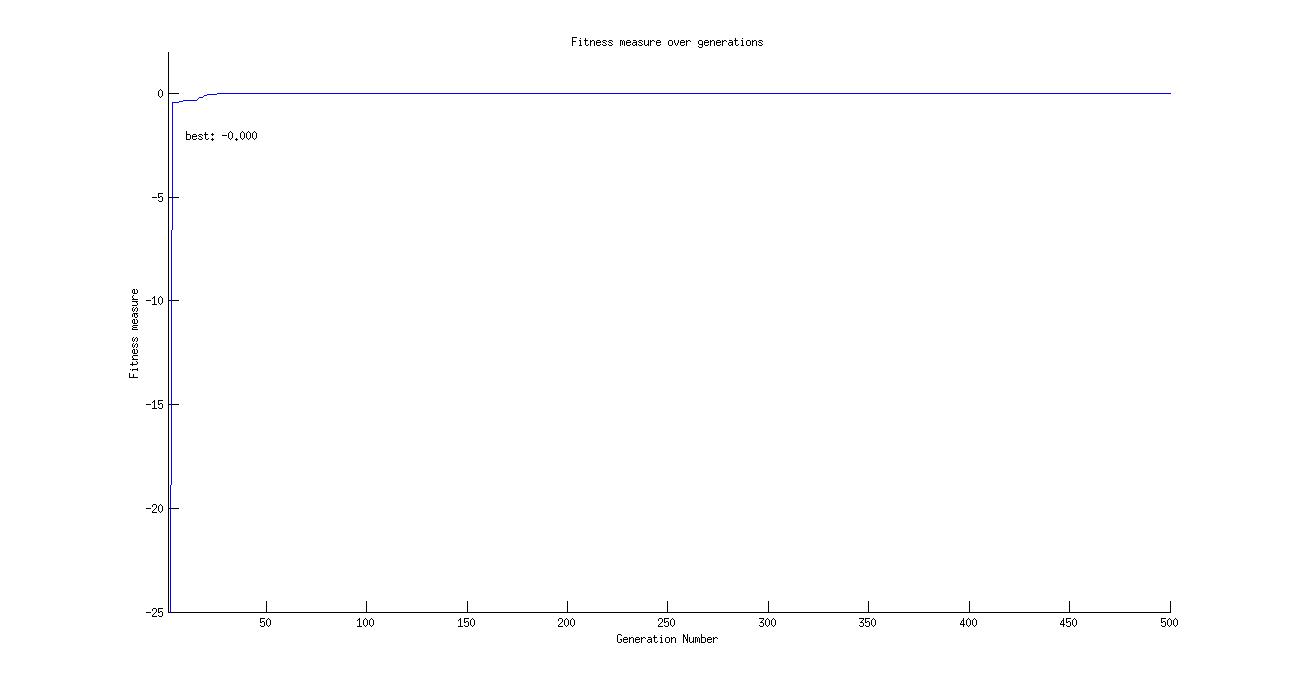 Fitness measure over generations
0
best: -0.000
-5
-10
Fitness measure
-15
-20
-25
50 100 150 200 250 300 350 400 450 500
Generation Number